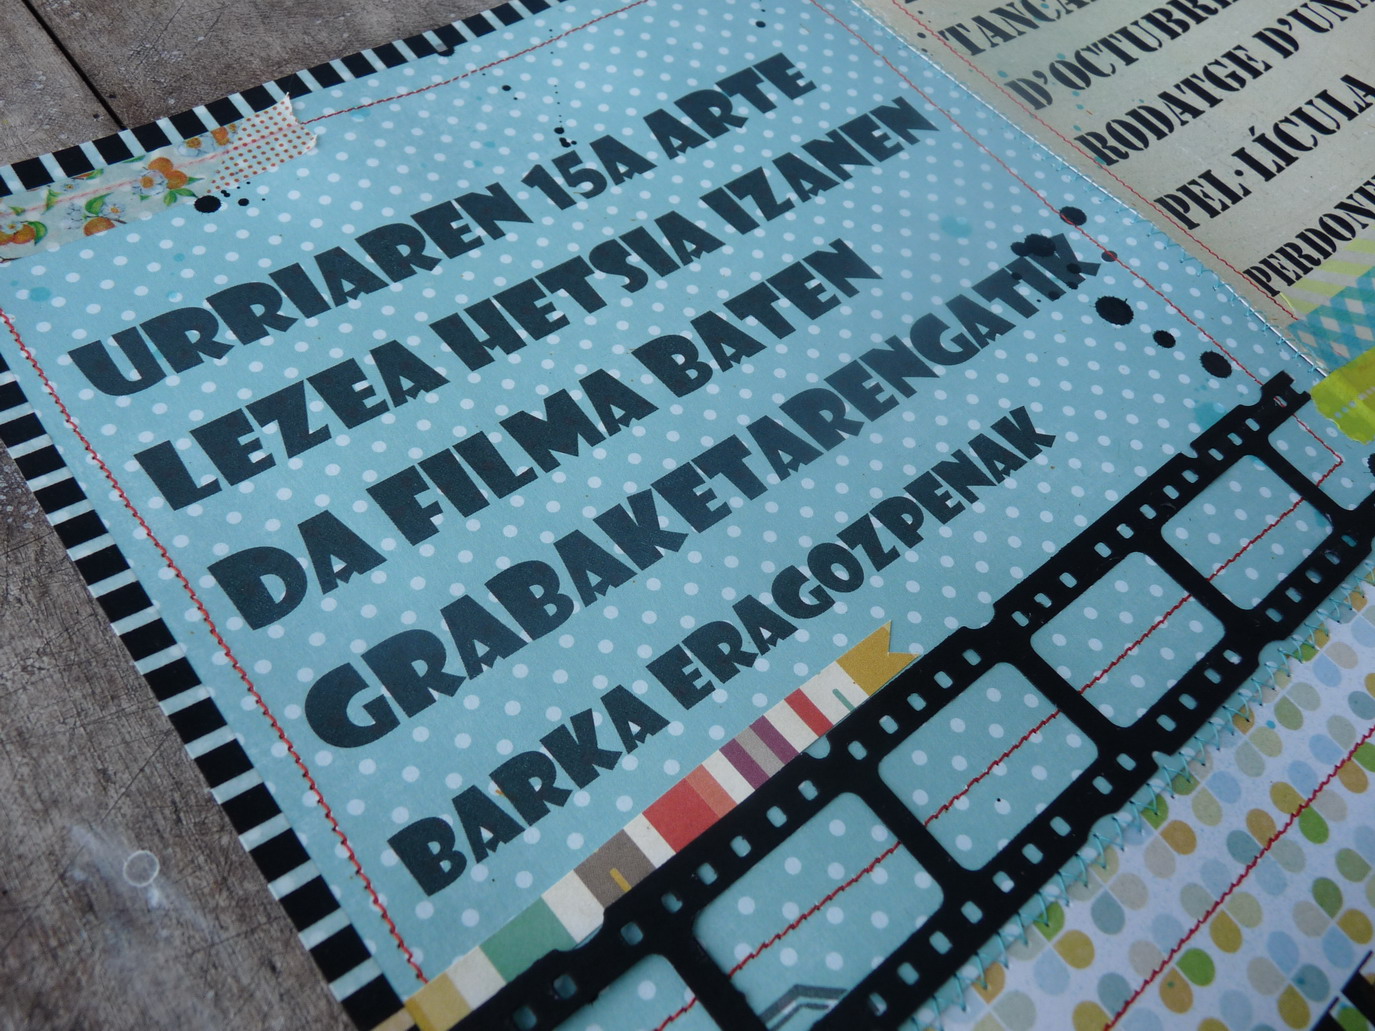 URRIAREN 15A ARTE
LEZEA HETSIA IZANEN
DA FILMA BATEN
GRABAKETARENGATIK
BARKA ERAGOZPENAK
D'OCTUBRE
RODATGE D'UNA
PEL·LÍCULA